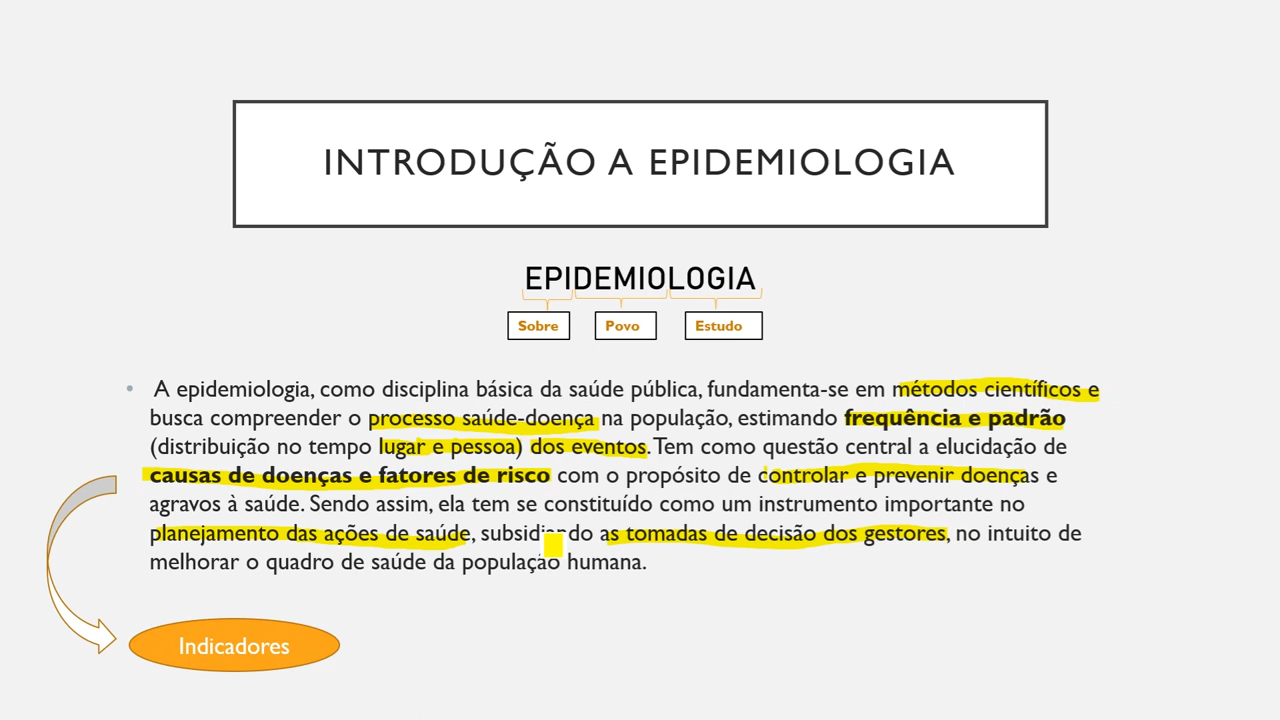 INTRODUÇÃO A EPIDEMIOLOGIA
EPIDEMIOLOGIA
Sobre Povo Estudo
• A epidemiologia, como disciplina básica da saúde pública, fundamenta-se em métodos científicos e
busca compreender o processo saúde-doença na população, estimando frequência e padrão
(distribuição no tempo lugar e pessoa) dos eventos. Tem como questão central a elucidação de
causas de doenças e fatores de risco com o propósito de controlar e prevenir doenças e
agravos à saúde. Sendo assim, ela tem se constituído como um instrumento importante no
planejamento das ações de saúde, subsidiando as tomadas de decisão dos gestores, no intuito de
melhorar o quadro de saúde da população humana.
Indicadores